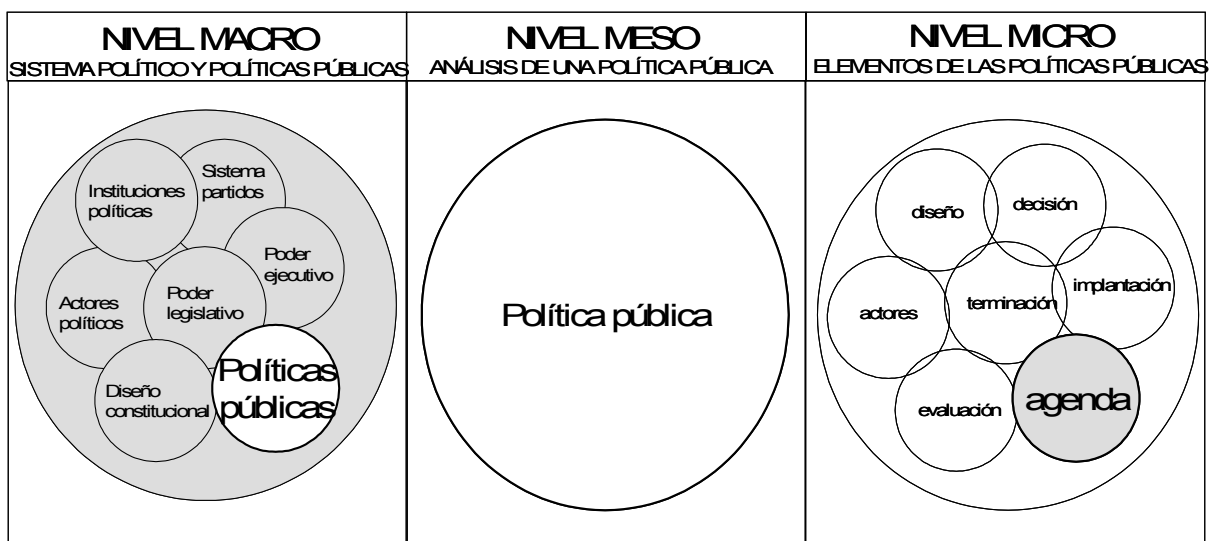 NIVEL MACRO
SISTEMA POLÍTICO Y POLÍTICAS PÚBLICAS
Instituciones
políticas
Sistema
partidos
Poder
ejecutivo
Actores
políticos
Poder
legislativo
Diseño
constitucional
Políticas
públicas
NIVEL MESO
ANÁLISIS DE UNA POLÍTICA PÚBLICA
Política pública
NIVEL MICRO
ELEMENTOS DE LAS POLÍTICAS PÚBLICAS
diseño
decisión
implantación
actores
terminación
evaluación
agenda